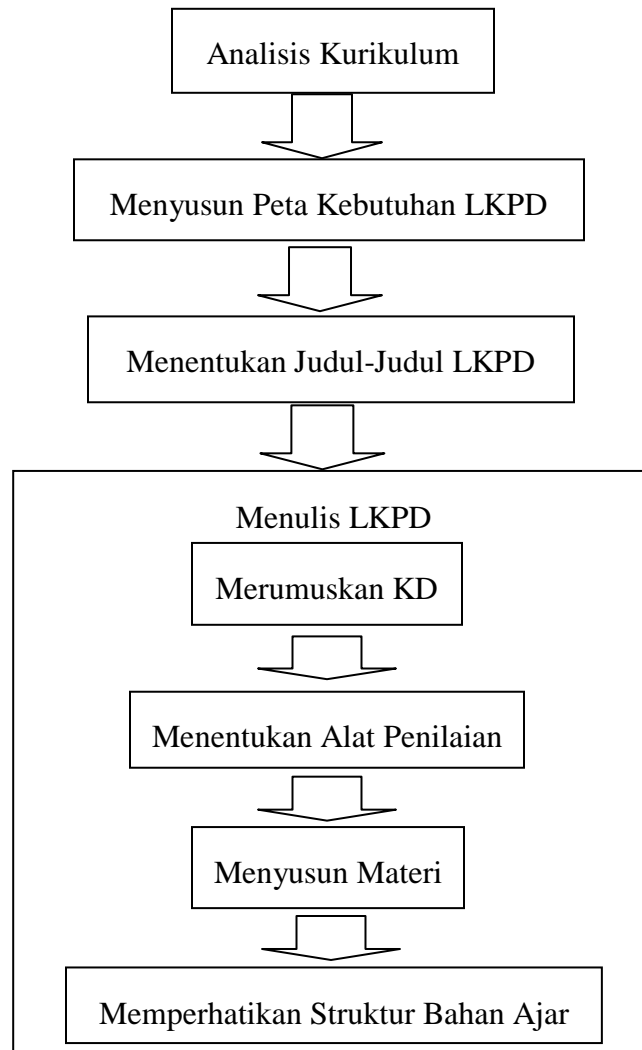 Analisis Kurikulum
Menyusun Peta Kebutuhan LKPD
Menentukan Judul-Judul LKPD
Menulis LKPD
Merumuskan KD
Menentukan Alat Penilaian
Menyusun Materi
Memperhatikan Struktur Bahan Ajar